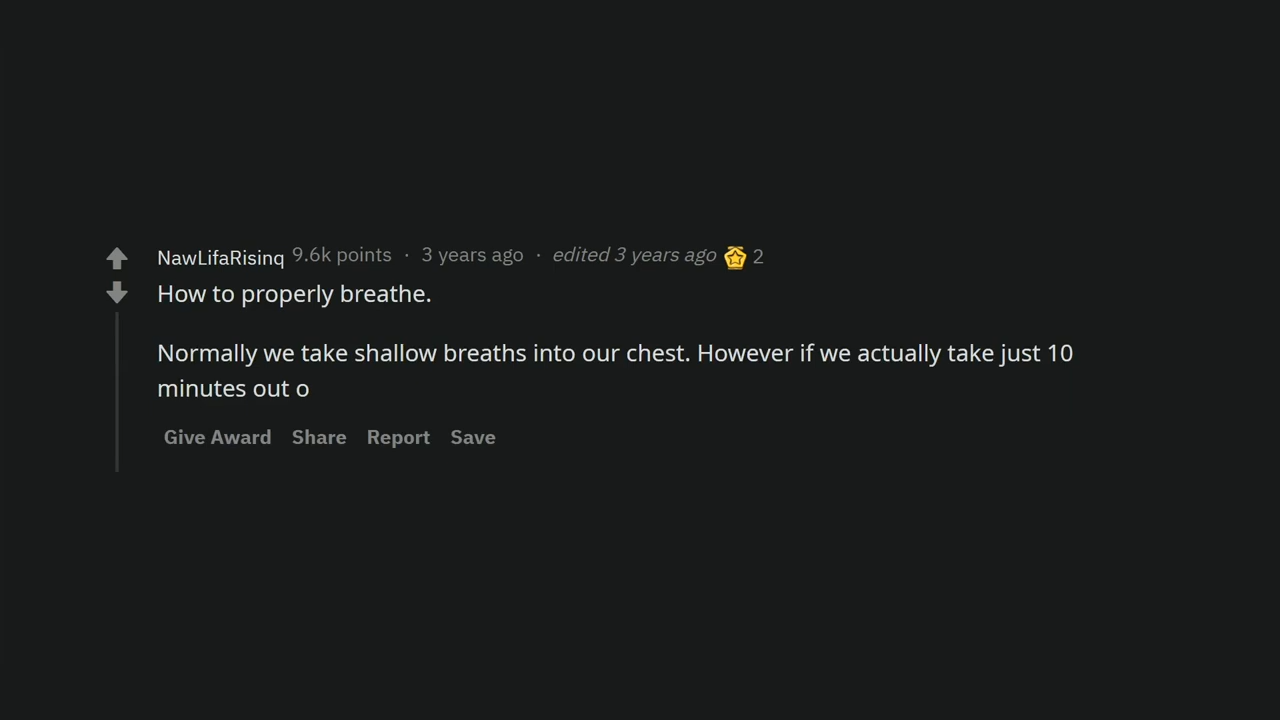 NawLifaRisinq 9.6k points · 3 years ago · edited 3 years ago 2
How to properly breathe.
Normally we take shallow breaths into our chest. However if we actually take just 10
minutes out o
Give Award Share Report Save